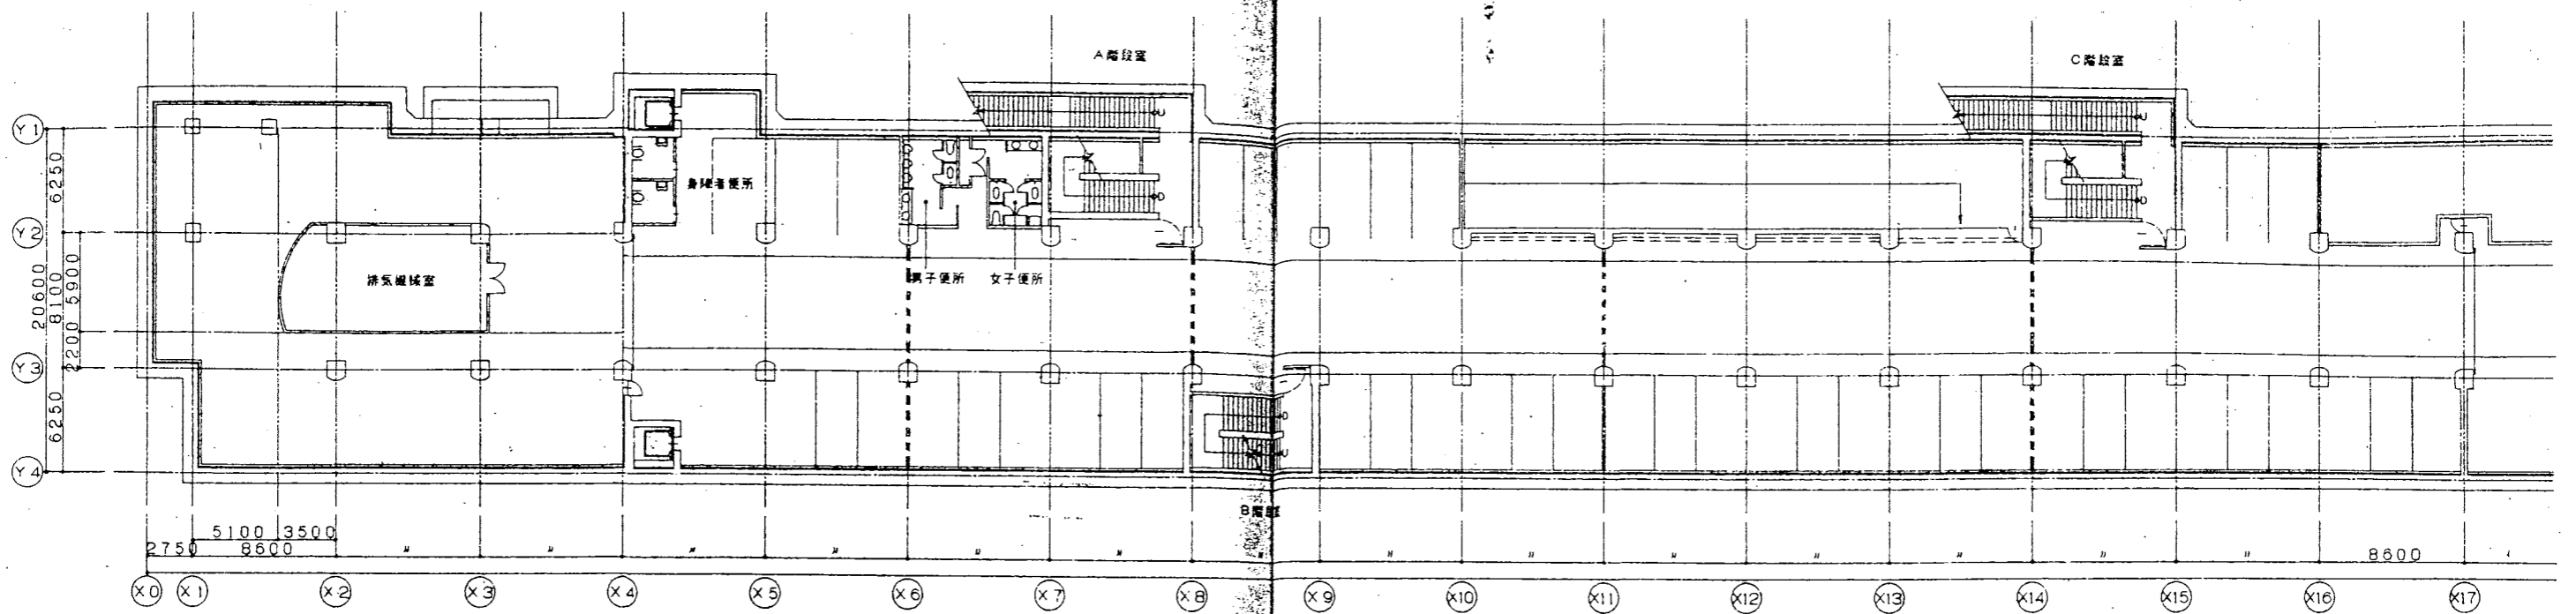 A階段室
C階段室
Y1
6250
身障者便所
Y2
男子便所
女子便所
排気機械室
20600
8100
5900
2200
Y3
6250
Y4
B階段室
5100
3500
2750
8600
〃
〃
〃
〃
〃
〃
〃
〃
〃
〃
〃
〃
〃
〃
8600
X0
X1
X2
X3
X4
X5
X6
X7
X8
X9
X10
X11
X12
X13
X14
X15
X16
X17